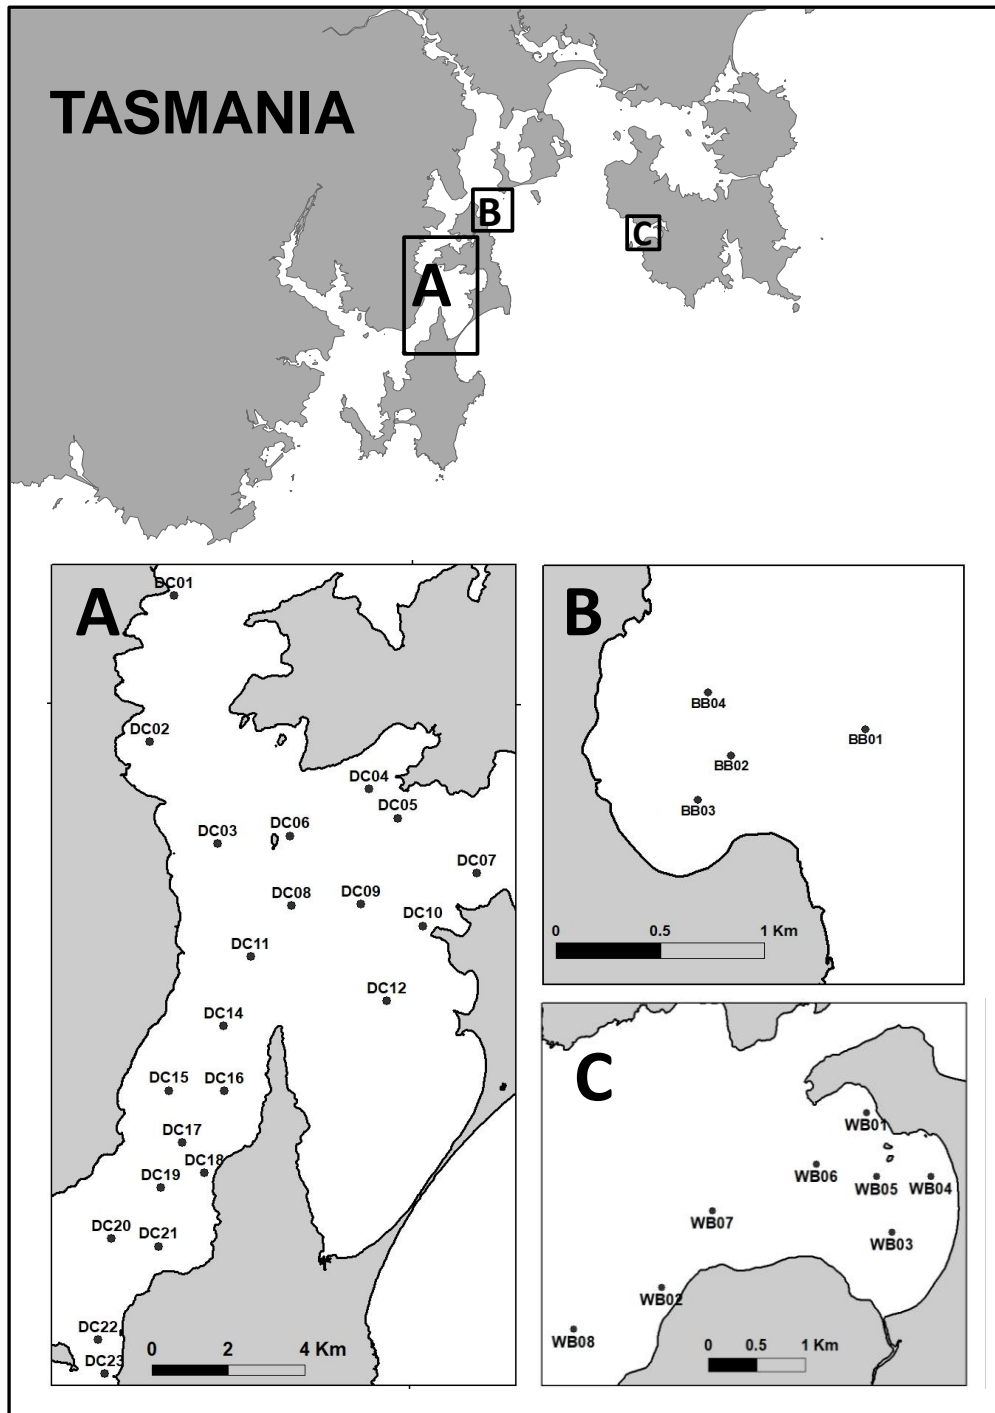 TASMANIA
B
C
A
A
DC01
DC02
DC04
DC05
DC03
DC06
DC07
DC08
DC09
DC10
DC11
DC12
DC14
DC15
DC16
DC17
DC18
DC19
DC20
DC21
DC22
DC23
0 2 4 Km
B
BB04
BB01
BB02
BB03
0 0.5 1 Km
C
WB01
WB06
WB05
WB04
WB07
WB03
WB02
WB08
0 0.5 1 Km